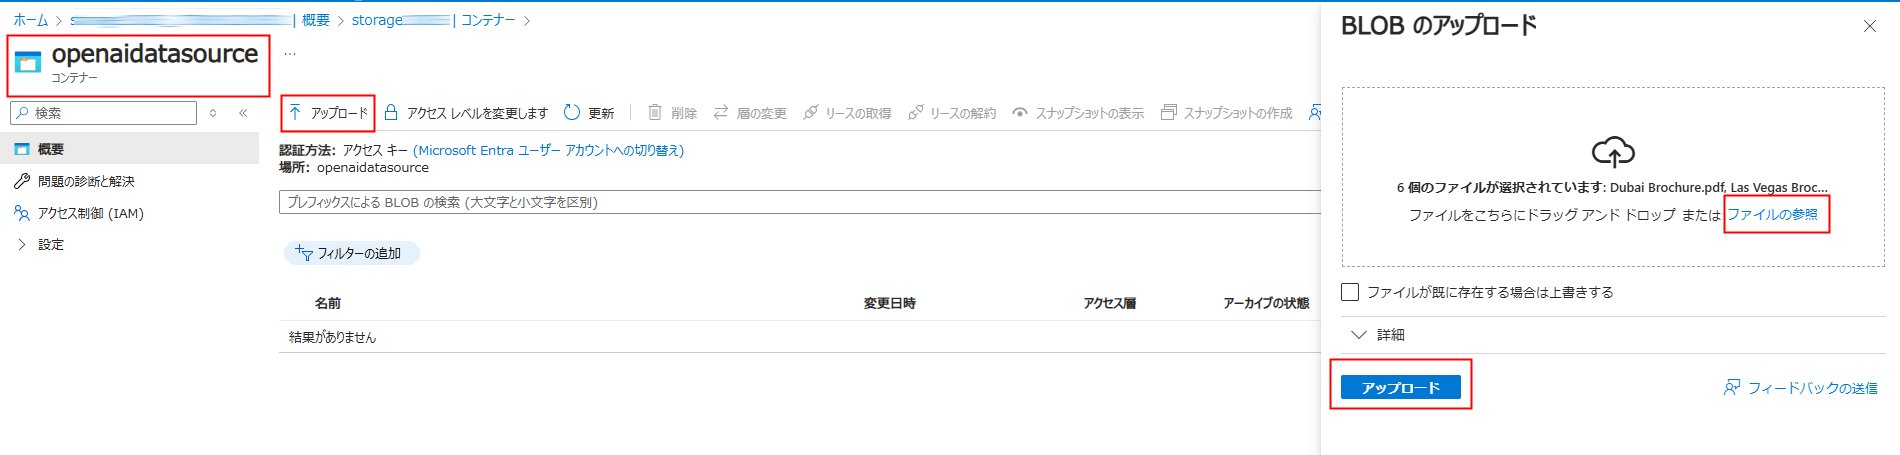 ホーム > s | 概要 > storage | コンテナー >
openaidatasource
...
コンテナー
検索
概要
問題の診断と解決
アクセス制御 (IAM)
設定
アップロード アクセス レベルを変更します 更新 削除 層の変更 リースの取得 リースの解約 スナップショットの表示 スナップショットの作成
認証方法: アクセス キー (Microsoft Entra ユーザー アカウントへの切り替え)
場所: openaidatasource
プレフィックスによる BLOB の検索 (大文字と小文字を区別)
フィルターの追加
名前 変更日時 アクセス層 アーカイブの状態
結果がありません
BLOB のアップロード
6 個のファイルが選択されています: Dubai Brochure.pdf, Las Vegas Broc...
ファイルをこちらにドラッグ アンド ドロップ または ファイルの参照
ファイルが既に存在する場合は上書きする
詳細
アップロード
フィードバックの送信